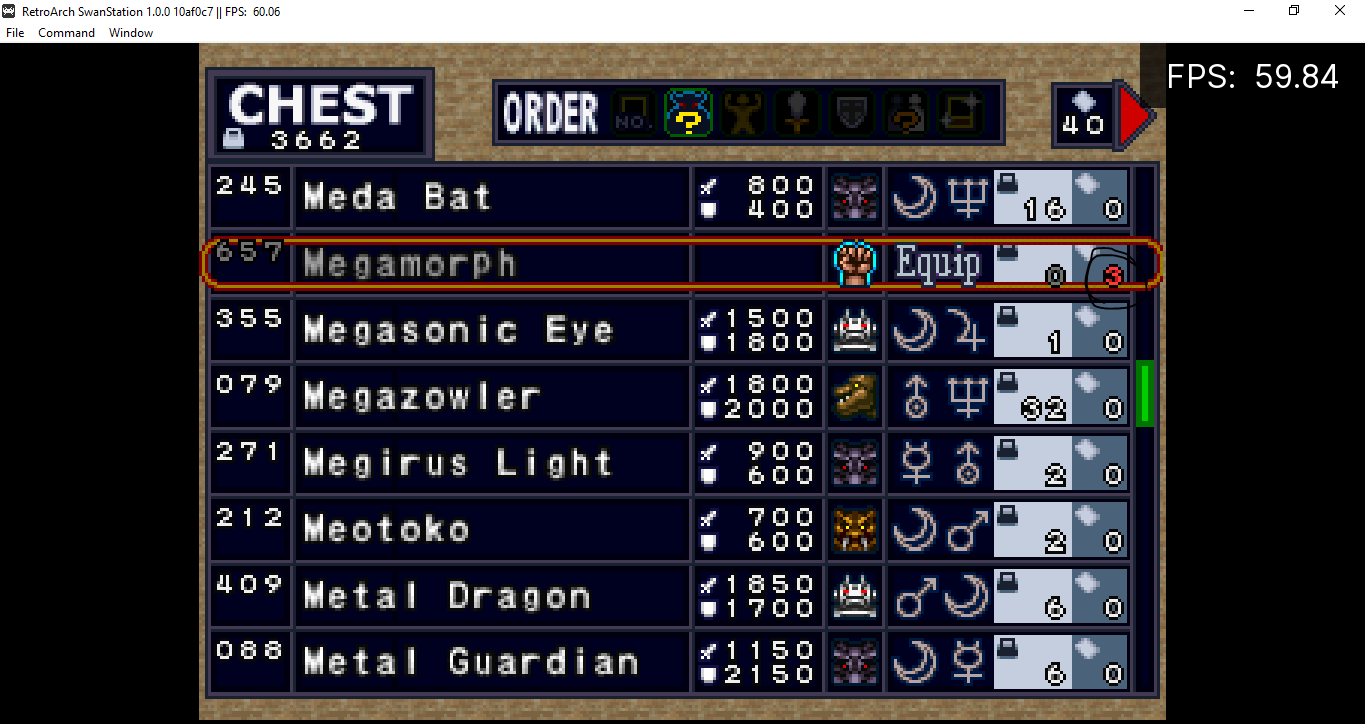 RetroArch SwanStation 1.0.0 10af0c7 || FPS: 60.06
File Command Window
FPS: 59.84
CHEST
3662
ORDER NO. ? ?
40
245 Meda Bat 800 400 16 0
657 Megamorph Equip 0 3
355 Megasonic Eye 1500 1800 1 0
079 Megazowler 1800 2000 32 0
271 Megirus Light 900 600 2 0
212 Meotoko 700 600 2 0
409 Metal Dragon 1850 1700 6 0
088 Metal Guardian 1150 2150 6 0